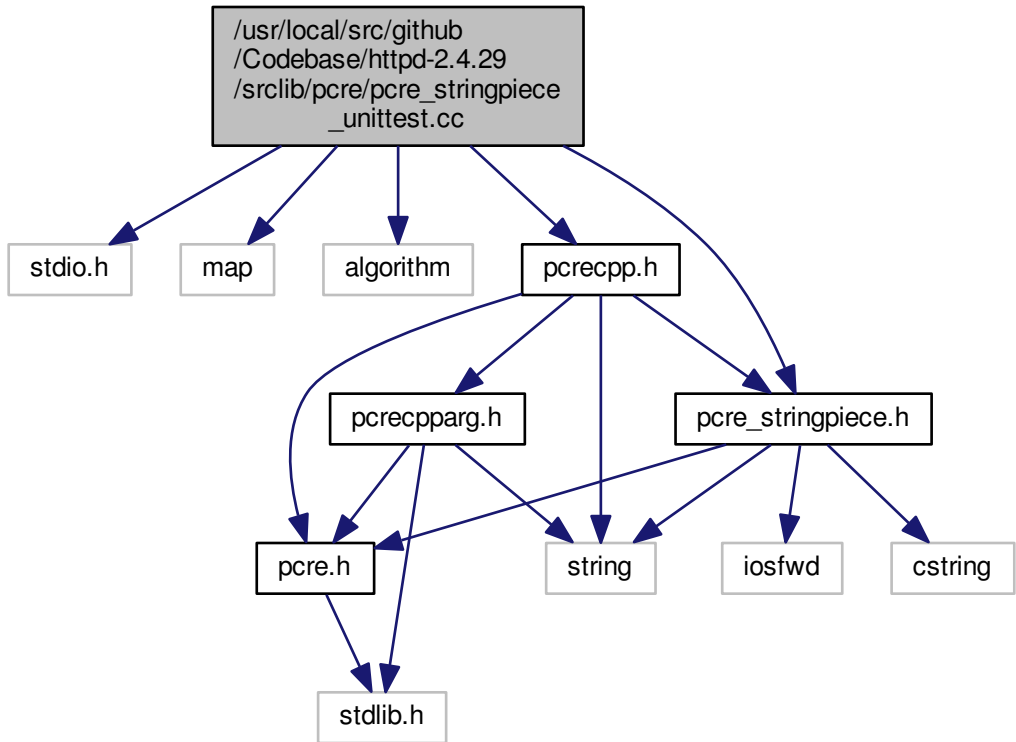 /usr/local/src/github
/Codebase/httpd-2.4.29
/srclib/pcre/pcre_stringpiece
_unittest.cc
stdio.h
map
algorithm
pcrecpp.h
pcrecpparg.h
pcre_stringpiece.h
pcre.h
string
iosfwd
cstring
stdlib.h